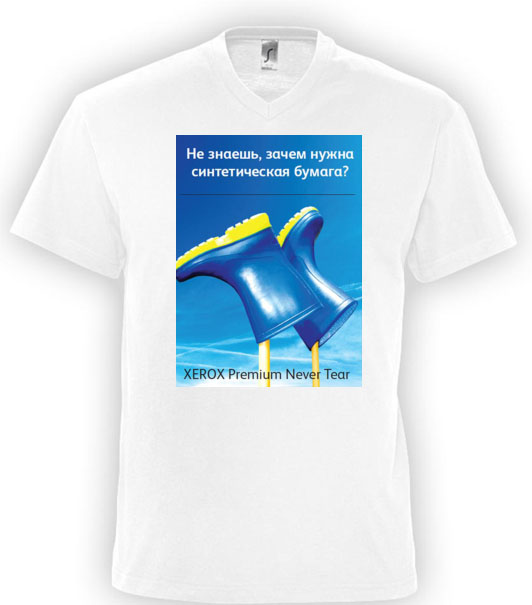 Не знаешь, зачем нужна
синтетическая бумага?
XEROX Premium Never Tear